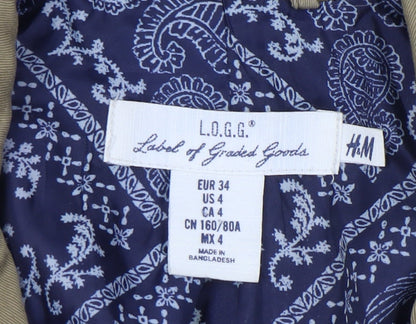 L.O.G.G.®
Label of Graded Goods
H&M
EUR 34
US 4
CA 4
CN 160/80A
MX 4
MADE IN
BANGLADESH